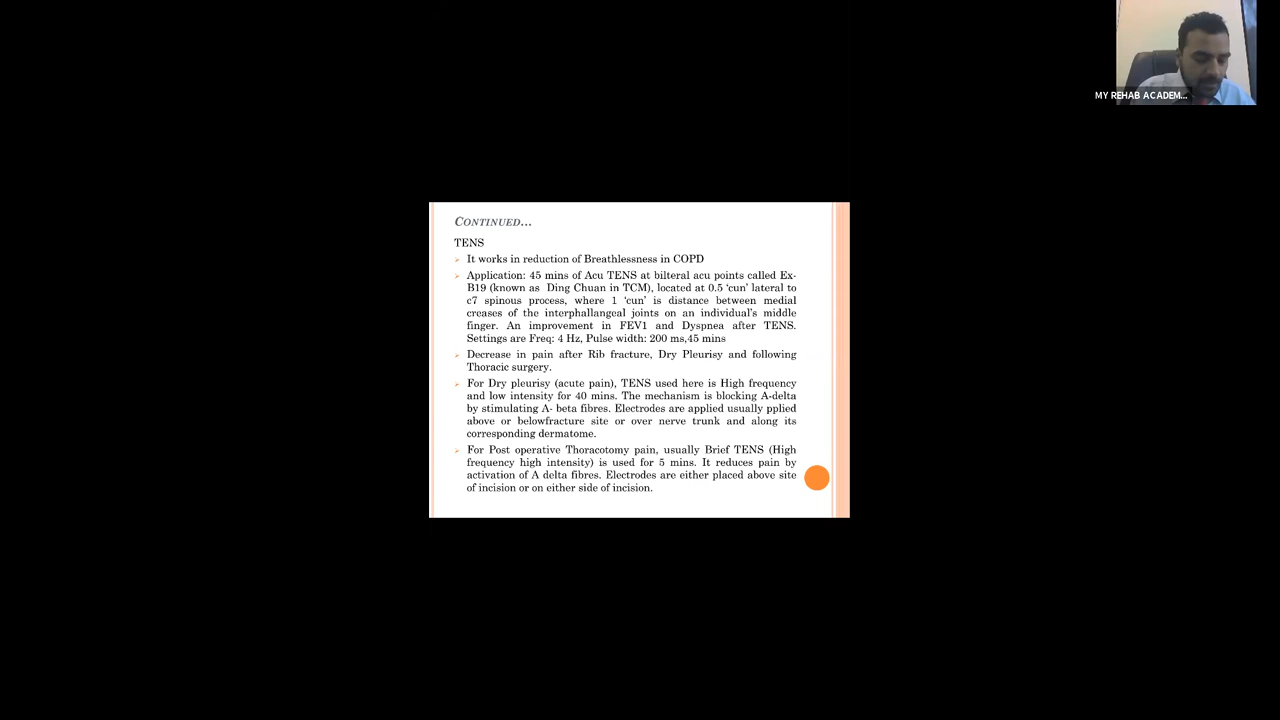 MY REHAB ACADEM...
CONTINUED...
TENS
It works in reduction of Breathlessness in COPD
Application: 45 mins of Acu TENS at bilteral acu points called Ex-
B19 (known as Ding Chuan in TCM), located at 0.5 ‘cun’ lateral to
c7 spinous process, where 1 ‘cun’ is distance between medial
creases of the interphallangeal joints on an individual’s middle
finger. An improvement in FEV1 and Dyspnea after TENS.
Settings are Freq: 4 Hz, Pulse width: 200 ms,45 mins
Decrease in pain after Rib fracture, Dry Pleurisy and following
Thoracic surgery.
For Dry pleurisy (acute pain), TENS used here is High frequency
and low intensity for 40 mins. The mechanism is blocking A-delta
by stimulating A- beta fibres. Electrodes are applied usually pplied
above or belowfracture site or over nerve trunk and along its
corresponding dermatome.
For Post operative Thoracotomy pain, usually Brief TENS (High
frequency high intensity) is used for 5 mins. It reduces pain by
activation of A delta fibres. Electrodes are either placed above site
of incision or on either side of incision.